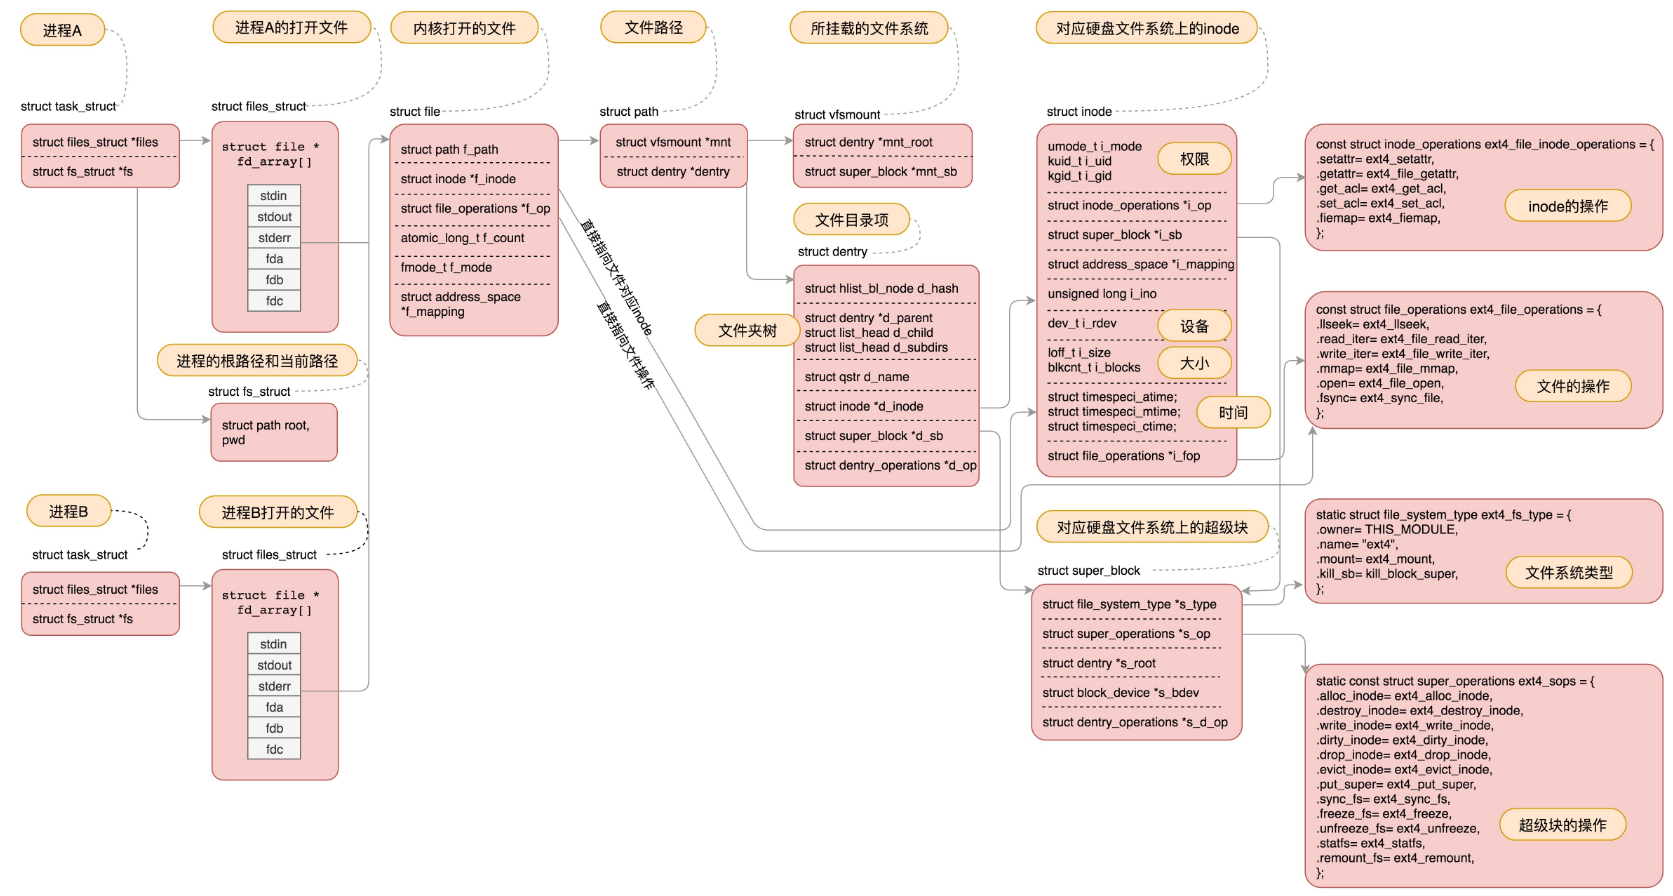 进程A
进程A的打开文件
内核打开的文件
文件路径
所挂载的文件系统
对应硬盘文件系统上的inode
struct task_struct
struct files_struct *files
struct fs_struct *fs
struct files_struct
struct file *
fd_array[]
stdin
stdout
stderr
fda
fdb
fdc
进程的根路径和当前路径
struct fs_struct
struct path root,
pwd
进程B
struct task_struct
struct files_struct *files
struct fs_struct *fs
进程B打开的文件
struct files_struct
struct file *
fd_array[]
stdin
stdout
stderr
fda
fdb
fdc
struct file
struct path f_path
struct inode *f_inode
struct file_operations *f_op
atomic_long_t f_count
fmode_t f_mode
struct address_space
*f_mapping
直接指向文件对应inode
直接指向文件操作
struct path
struct vfsmount *mnt
struct dentry *dentry
struct vfsmount
struct dentry *mnt_root
struct super_block *mnt_sb
文件目录项
struct dentry
struct hlist_bl_node d_hash
文件夹树
struct dentry *d_parent
struct list_head d_child
struct list_head d_subdirs
struct qstr d_name
struct inode *d_inode
struct super_block *d_sb
struct dentry_operations *d_op
struct inode
umode_t i_mode
kuid_t i_uid
kgid_t i_gid
权限
struct inode_operations *i_op
struct super_block *i_sb
struct address_space *i_mapping
unsigned long i_ino
dev_t i_rdev
设备
loff_t i_size
blkcnt_t i_blocks
大小
struct timespeci_atime;
struct timespeci_mtime;
struct timespeci_ctime;
时间
struct file_operations *i_fop
对应硬盘文件系统上的超级块
struct super_block
struct file_system_type *s_type
struct super_operations *s_op
struct dentry *s_root
struct block_device *s_bdev
struct dentry_operations *s_d_op
const struct inode_operations ext4_file_inode_operations = {
.setattr= ext4_setattr,
.getattr= ext4_file_getattr,
.get_acl= ext4_get_acl,
.set_acl= ext4_set_acl,
.fiemap= ext4_fiemap,
};
inode的操作
const struct file_operations ext4_file_operations = {
.llseek= ext4_llseek,
.read_iter= ext4_file_read_iter,
.write_iter= ext4_file_write_iter,
.mmap= ext4_file_mmap,
.open= ext4_file_open,
.fsync= ext4_sync_file,
};
文件的操作
static struct file_system_type ext4_fs_type = {
.owner= THIS_MODULE,
.name= "ext4",
.mount= ext4_mount,
.kill_sb= kill_block_super,
};
文件系统类型
static const struct super_operations ext4_sops = {
.alloc_inode= ext4_alloc_inode,
.destroy_inode= ext4_destroy_inode,
.write_inode= ext4_write_inode,
.dirty_inode= ext4_dirty_inode,
.drop_inode= ext4_drop_inode,
.evict_inode= ext4_evict_inode,
.put_super= ext4_put_super,
.sync_fs= ext4_sync_fs,
.freeze_fs= ext4_freeze,
.unfreeze_fs= ext4_unfreeze,
.statfs= ext4_statfs,
.remount_fs= ext4_remount,
};
超级块的操作